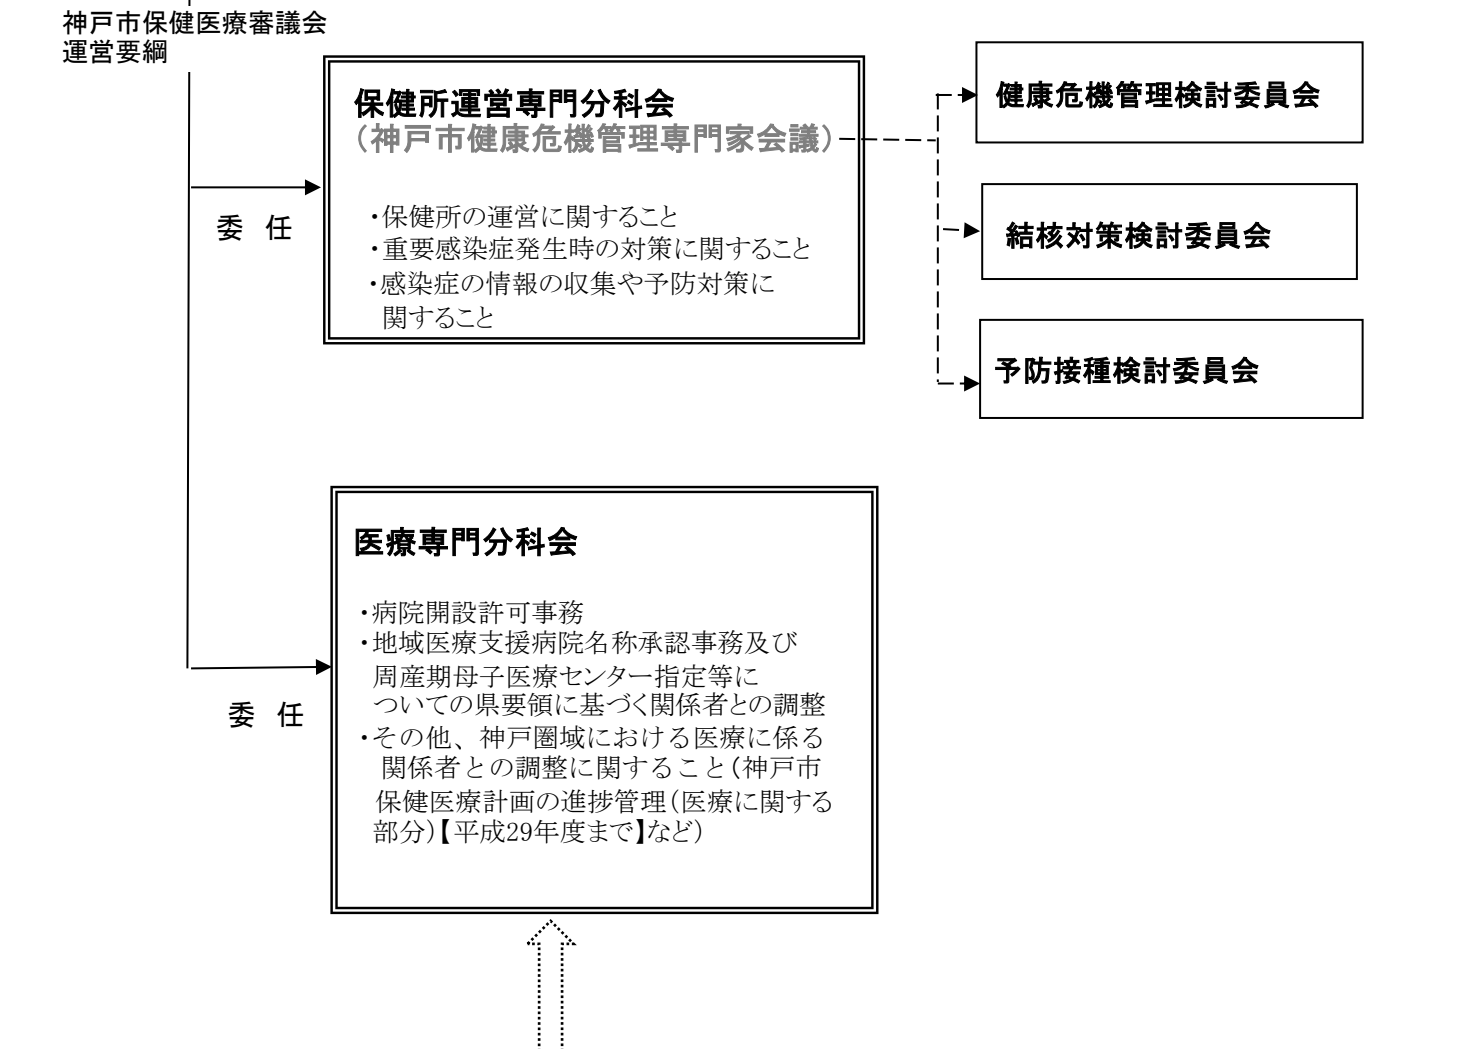 神戸市保健医療審議会
運営要綱
保健所運営専門分科会
（神戸市健康危機管理専門家会議）
・保健所の運営に関すること
・重要感染症発生時の対策に関すること
・感染症の情報の収集や予防対策に
関すること
委 任
健康危機管理検討委員会
結核対策検討委員会
予防接種検討委員会
医療専門分科会
・病院開設許可事務
・地域医療支援病院名称承認事務及び
周産期母子医療センター指定等に
ついての県要領に基づく関係者との調整
・その他、神戸圏域における医療に係る
関係者との調整に関すること（神戸市
保健医療計画の進捗管理（医療に関する
部分）【平成29年度まで】など）
委 任